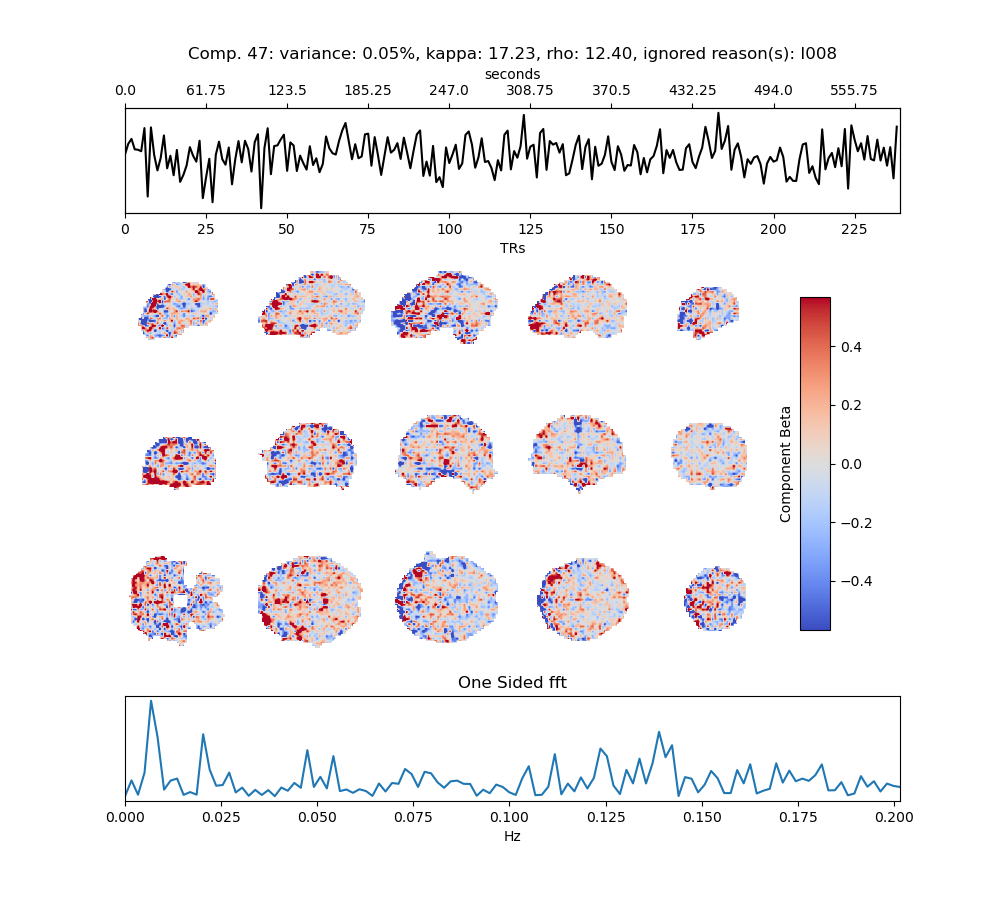 Comp. 47: variance: 0.05%, kappa: 17.23, rho: 12.40, ignored reason(s): I008
seconds
0.0 61.75 123.5 185.25 247.0 308.75 370.5 432.25 494.0 555.75
0 25 50 75 100 125 150 175 200 225
TRs
0.4
0.2
0.0
−0.2
−0.4
Component Beta
One Sided fft
0.000 0.025 0.050 0.075 0.100 0.125 0.150 0.175 0.200
Hz